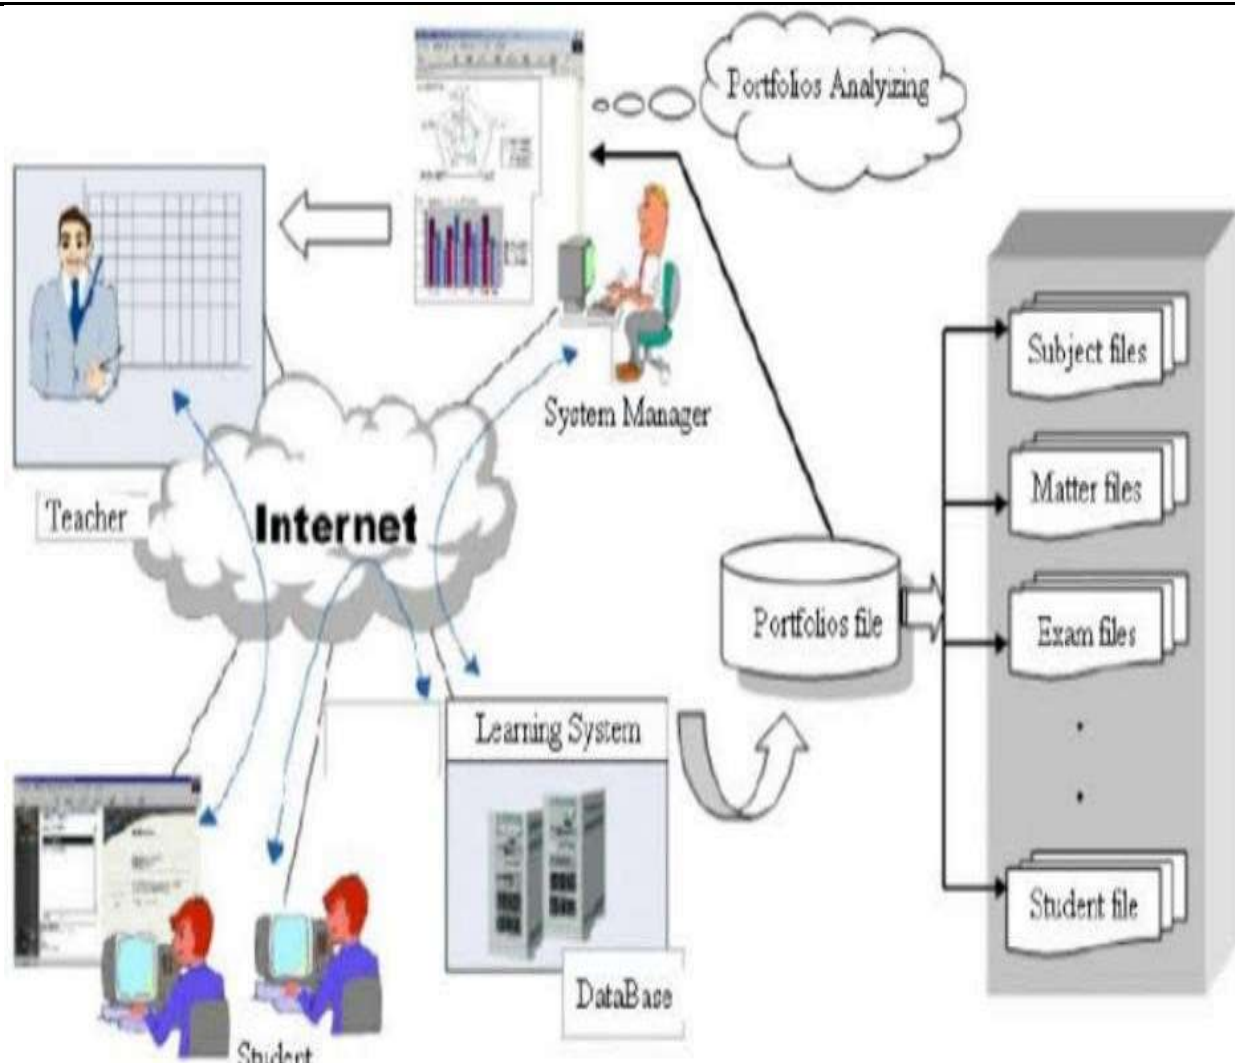 Portfolios Analyizing
System Manager
Teacher
Internet
Subject files
Matter files
Exam files
Portfolios file
Learning System
Student file
DataBase
Student